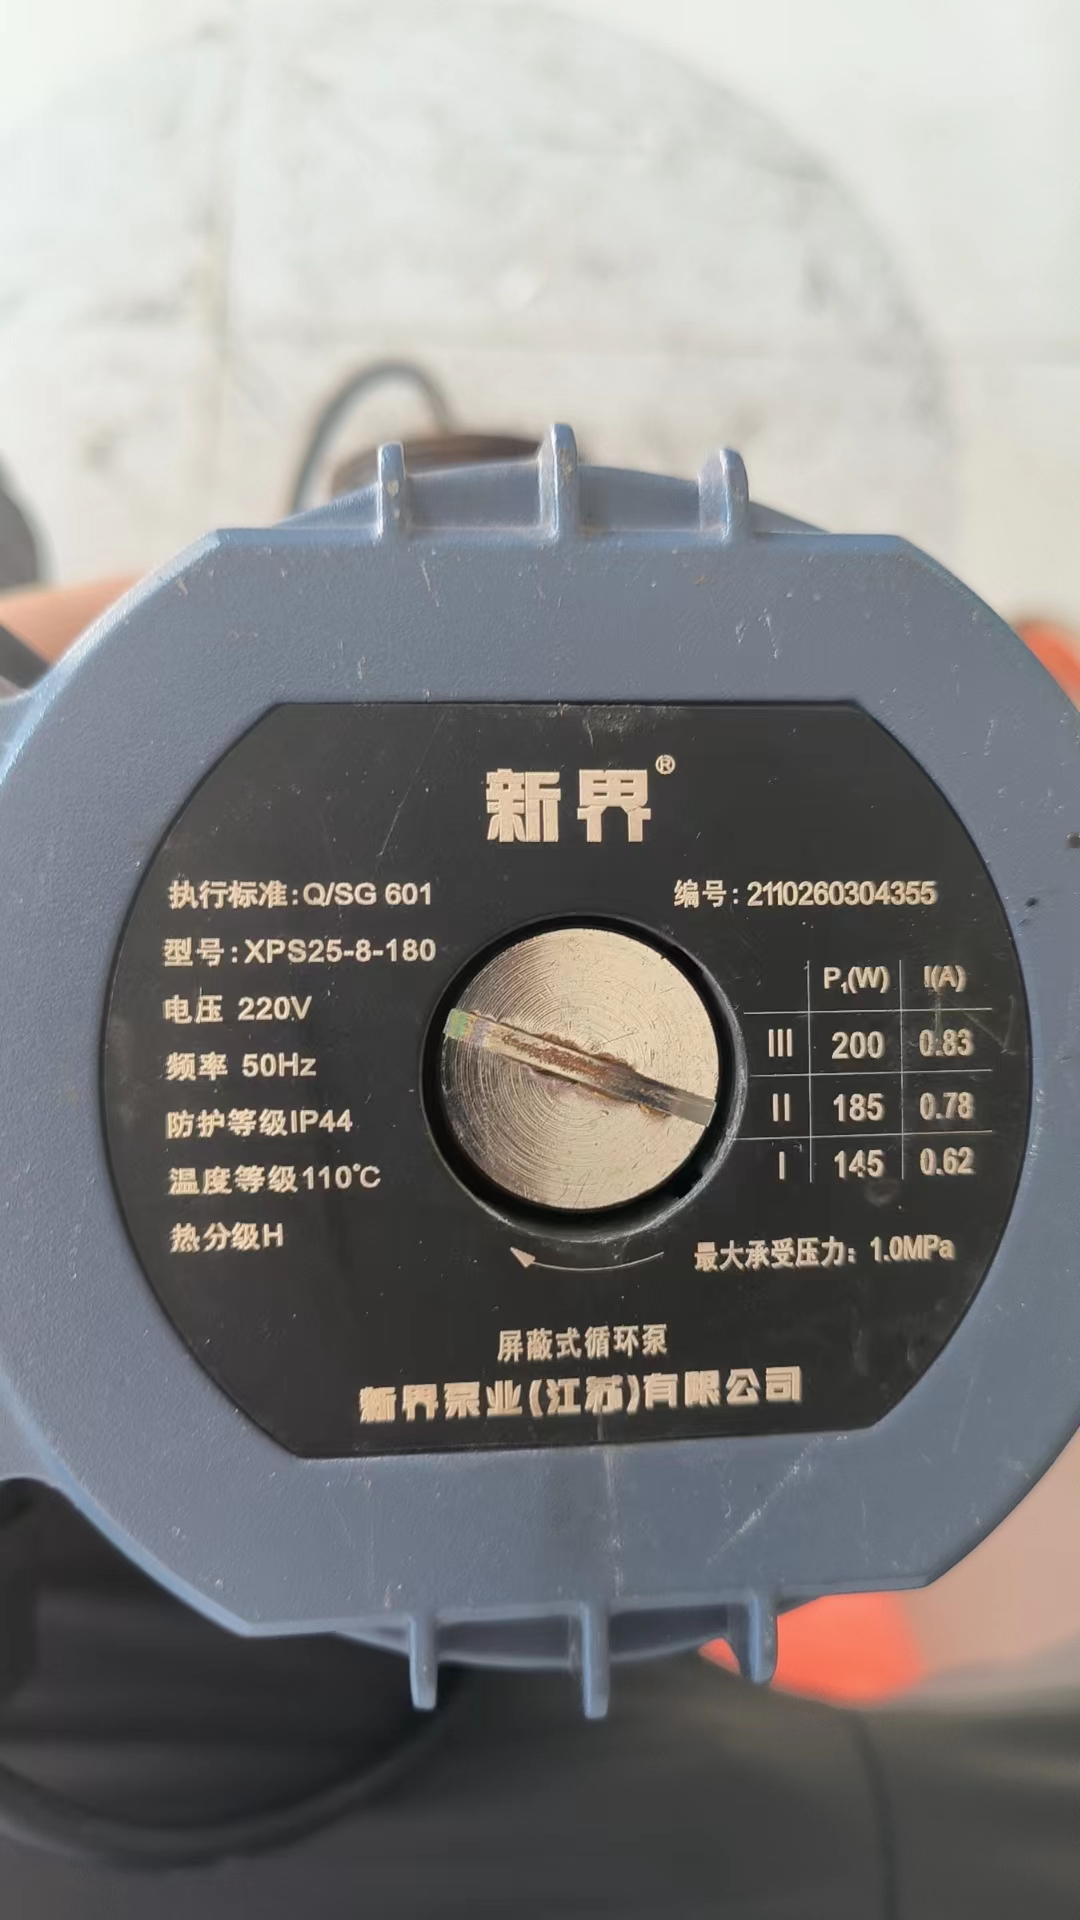 新界®
执行标准:Q/SG 601
编号:2110260304355
型号:XPS25-8-180
电压 220V
频率 50Hz
防护等级IP44
温度等级110℃
热分级H
P₁(W) I(A)
III 200 0.83
II 185 0.78
I 145 0.62
最大承受压力: 1.0MPa
屏蔽式循环泵
新界泵业(江苏)有限公司